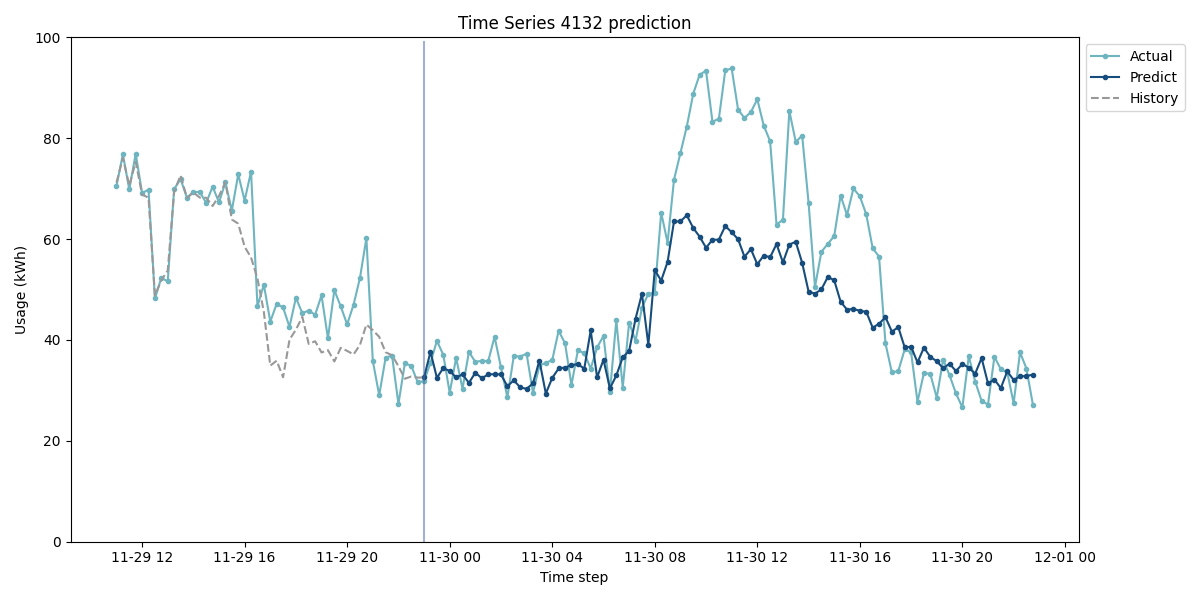 Time Series 4132 prediction
100
80
60
40
20
0
Usage (kWh)
11-29 12
11-29 16
11-29 20
11-30 00
11-30 04
11-30 08
11-30 12
11-30 16
11-30 20
12-01 00
Time step
Actual
Predict
History